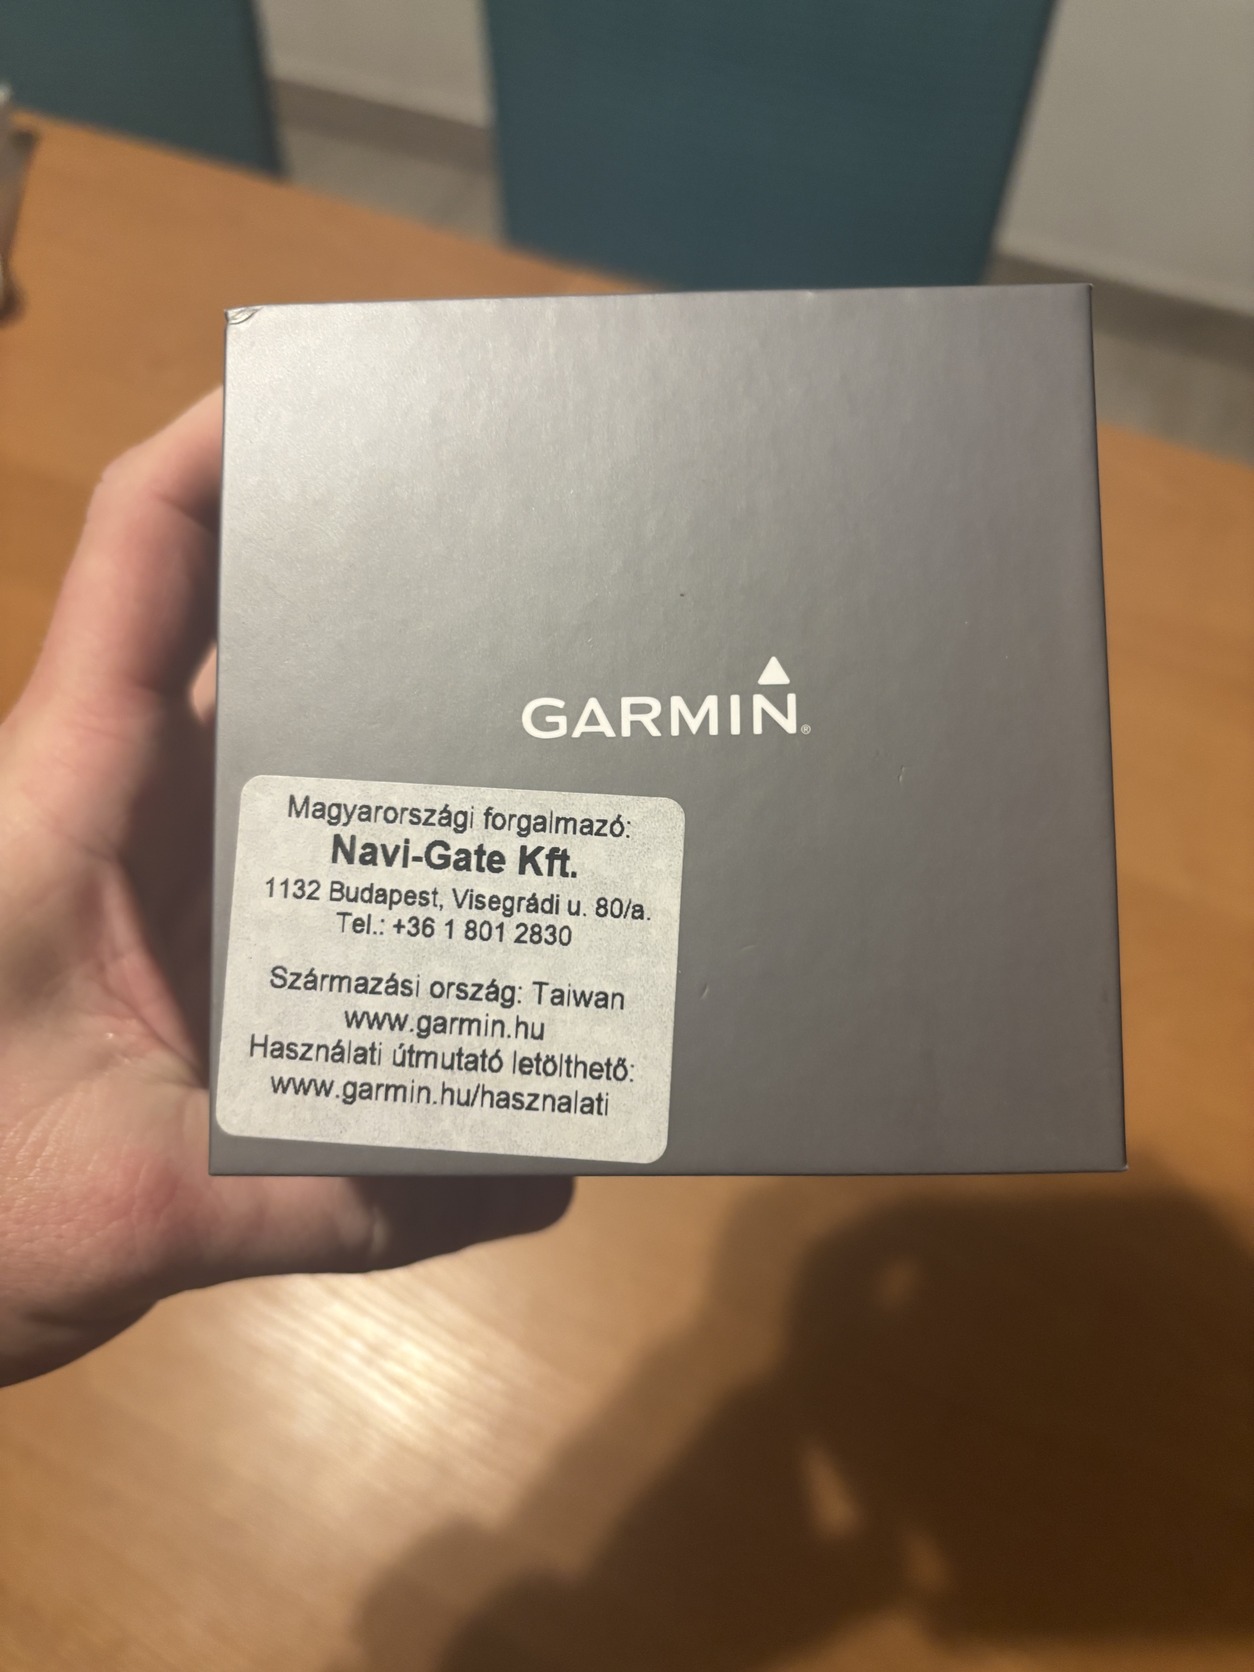 GARMIN®
Magyarországi forgalmazó:
Navi-Gate Kft.
1132 Budapest, Visegrádi u. 80/a.
Tel.: +36 1 801 2830
Származási ország: Taiwan
www.garmin.hu
Használati útmutató letölthető:
www.garmin.hu/hasznalati